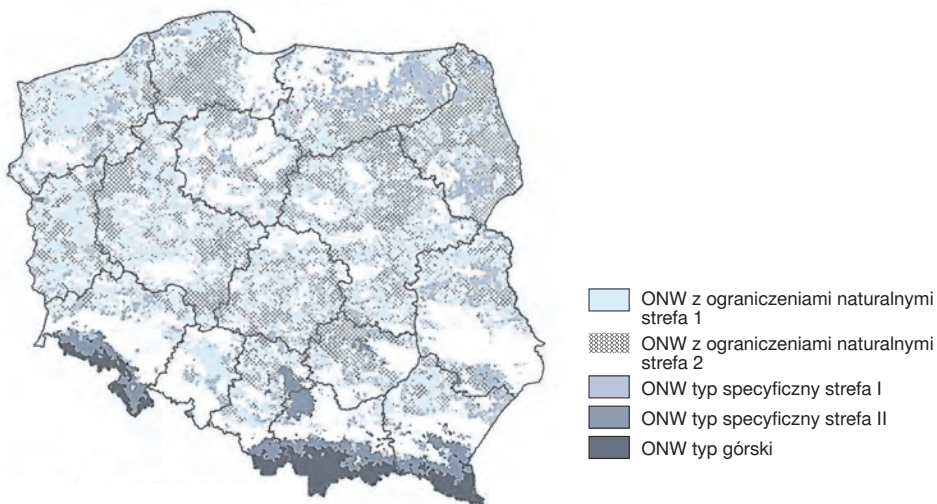 ONW z ograniczeniami naturalnymi
strefa 1
ONW z ograniczeniami naturalnymi
strefa 2
ONW typ specyficzny strefa I
ONW typ specyficzny strefa II
ONW typ górski